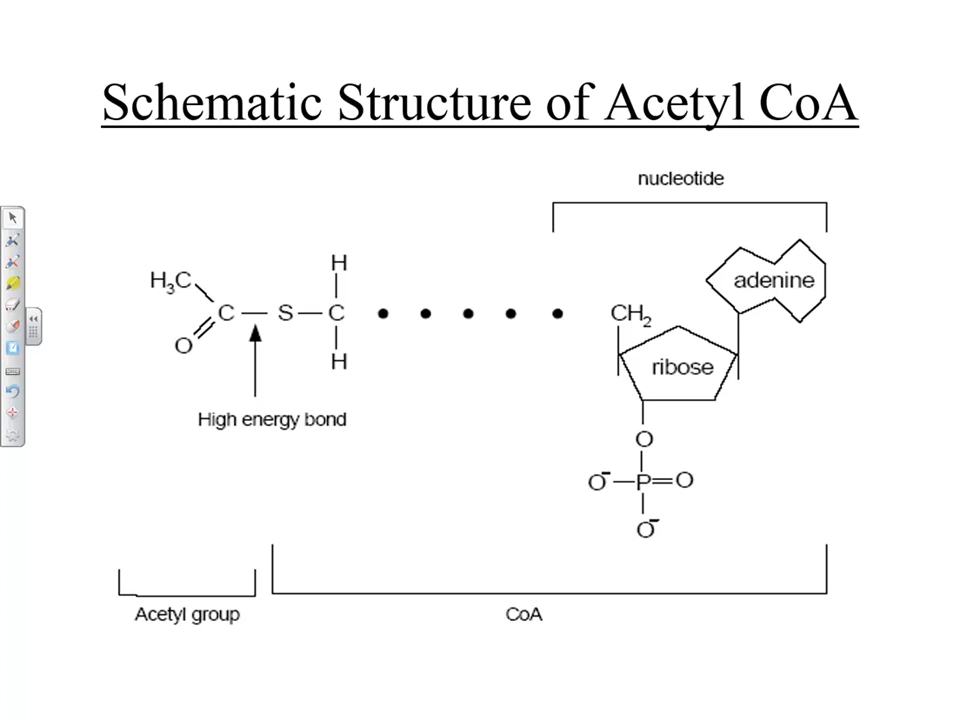 Schematic Structure of Acetyl CoA
nucleotide
H
H₃C
adenine
C — S — C
CH₂
O
H
ribose
High energy bond
O
O⁻ — P = O
O⁻
Acetyl group
CoA